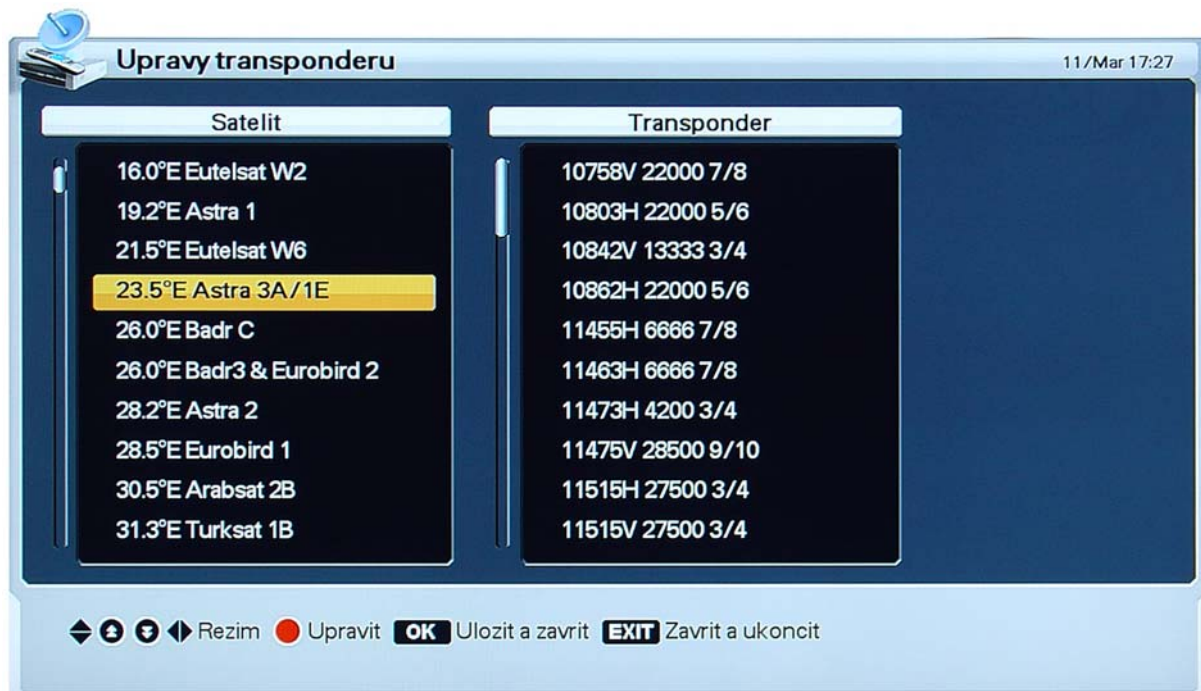 Upravy transponderu
11/Mar 17:27
Satelit
16.0°E Eutelsat W2
19.2°E Astra 1
21.5°E Eutelsat W6
23.5°E Astra 3A/1E
26.0°E Badr C
26.0°E Badr3 & Eurobird 2
28.2°E Astra 2
28.5°E Eurobird 1
30.5°E Arabsat 2B
31.3°E Turksat 1B
Transponder
10758V 22000 7/8
10803H 22000 5/6
10842V 13333 3/4
10862H 22000 5/6
11455H 6666 7/8
11463H 6666 7/8
11473H 4200 3/4
11475V 28500 9/10
11515H 27500 3/4
11515V 27500 3/4
Rezim Upravit OK Ulozit a zavrit EXIT Zavrit a ukoncit